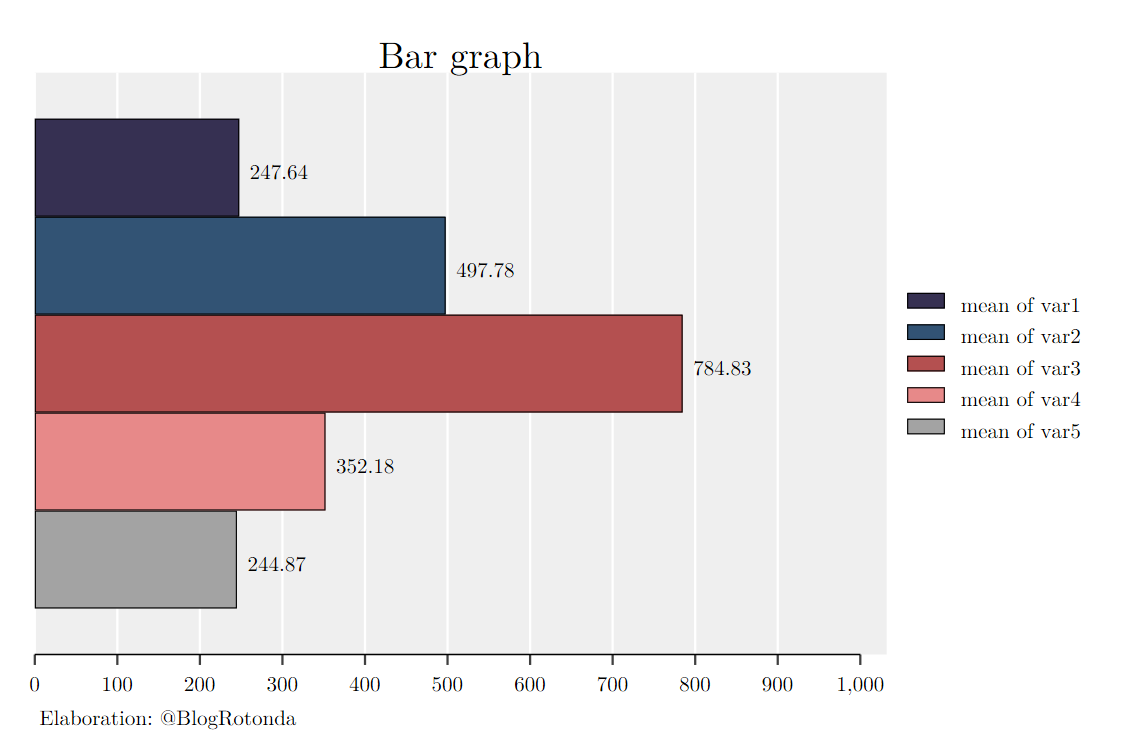 Bar graph
247.64
497.78
784.83
352.18
244.87
mean of var1
mean of var2
mean of var3
mean of var4
mean of var5
0 100 200 300 400 500 600 700 800 900 1,000
Elaboration: @BlogRotonda